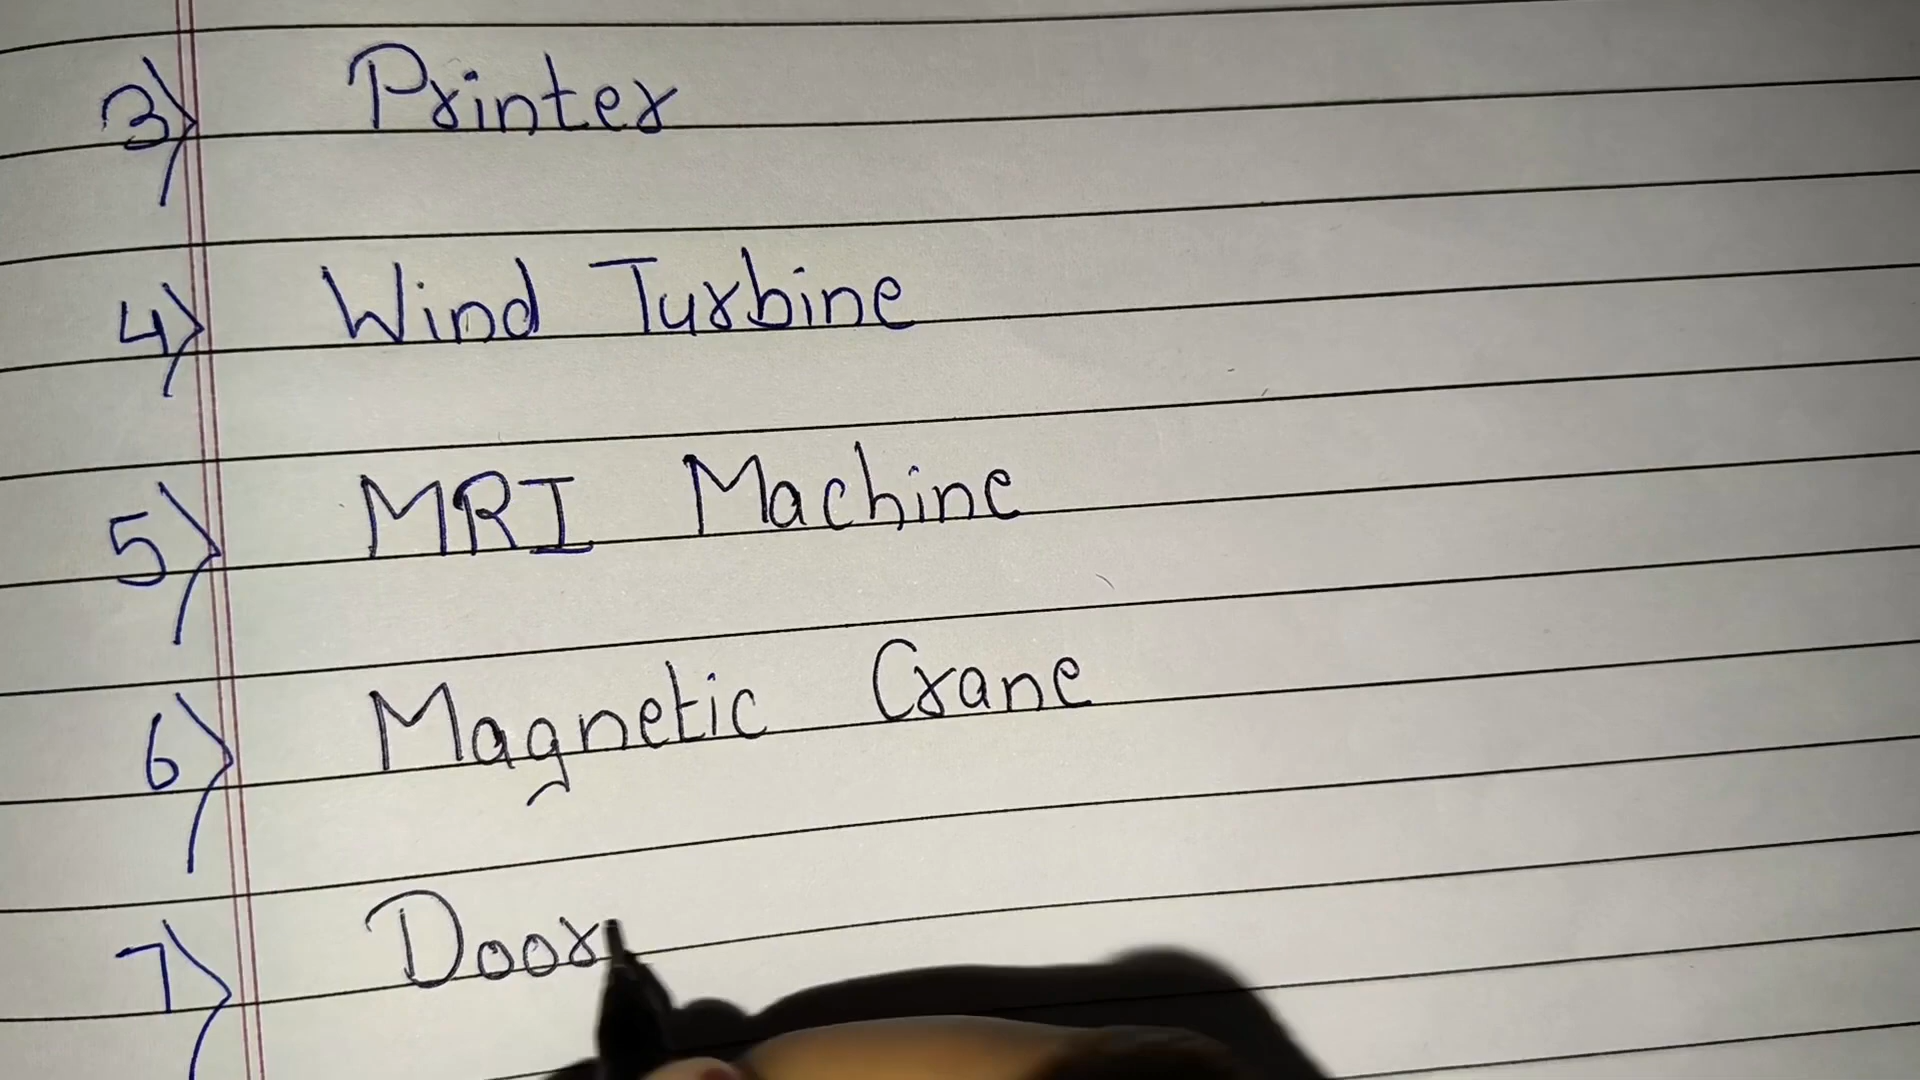 3) Printer
4) Wind Turbine
5) MRI Machine
6) Magnetic Crane
7) Door